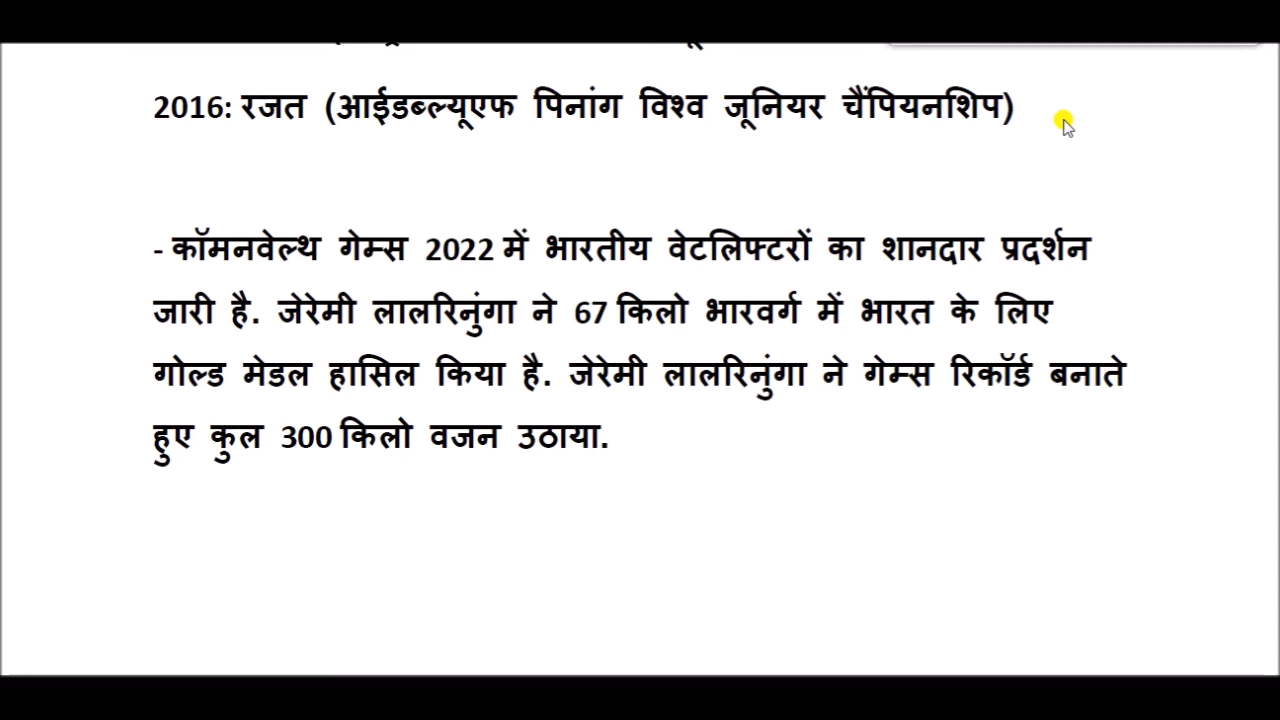 2016: रजत (आईडब्ल्यूएफ पिनांग विश्व जूनियर चैंपियनशिप)
- कॉमनवेल्थ गेम्स 2022 में भारतीय वेटलिफ्टरों का शानदार प्रदर्शन
जारी है. जेरेमी लालरिनुंगा ने 67 किलो भारवर्ग में भारत के लिए
गोल्ड मेडल हासिल किया है. जेरेमी लालरिनुंगा ने गेम्स रिकॉर्ड बनाते
हुए कुल 300 किलो वजन उठाया.